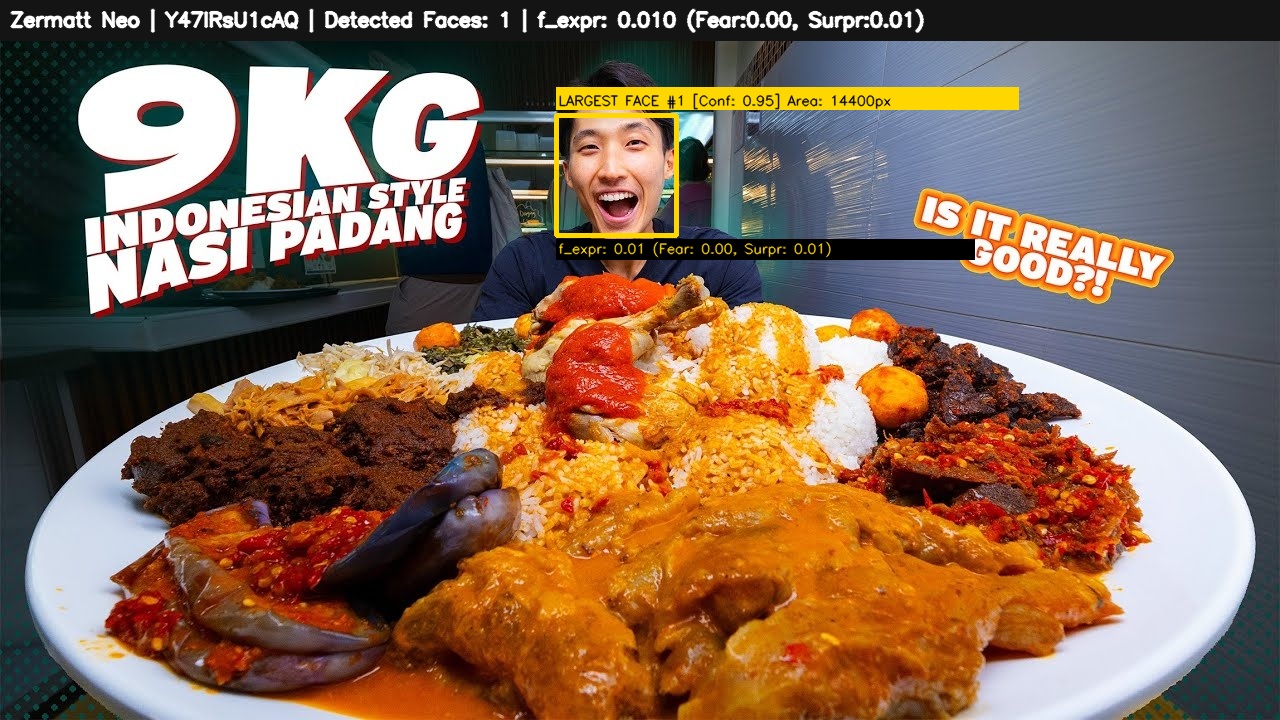 Zermatt Neo | Y47IRsU1cAQ | Detected Faces: 1 | f_expr: 0.010 (Fear:0.00, Surpr:0.01)
LARGEST FACE #1 [Conf: 0.95] Area: 14400px
9KG
INDONESIAN STYLE
NASI PADANG
f_expr: 0.01 (Fear: 0.00, Surpr: 0.01)
IS IT REALLY
GOOD?!